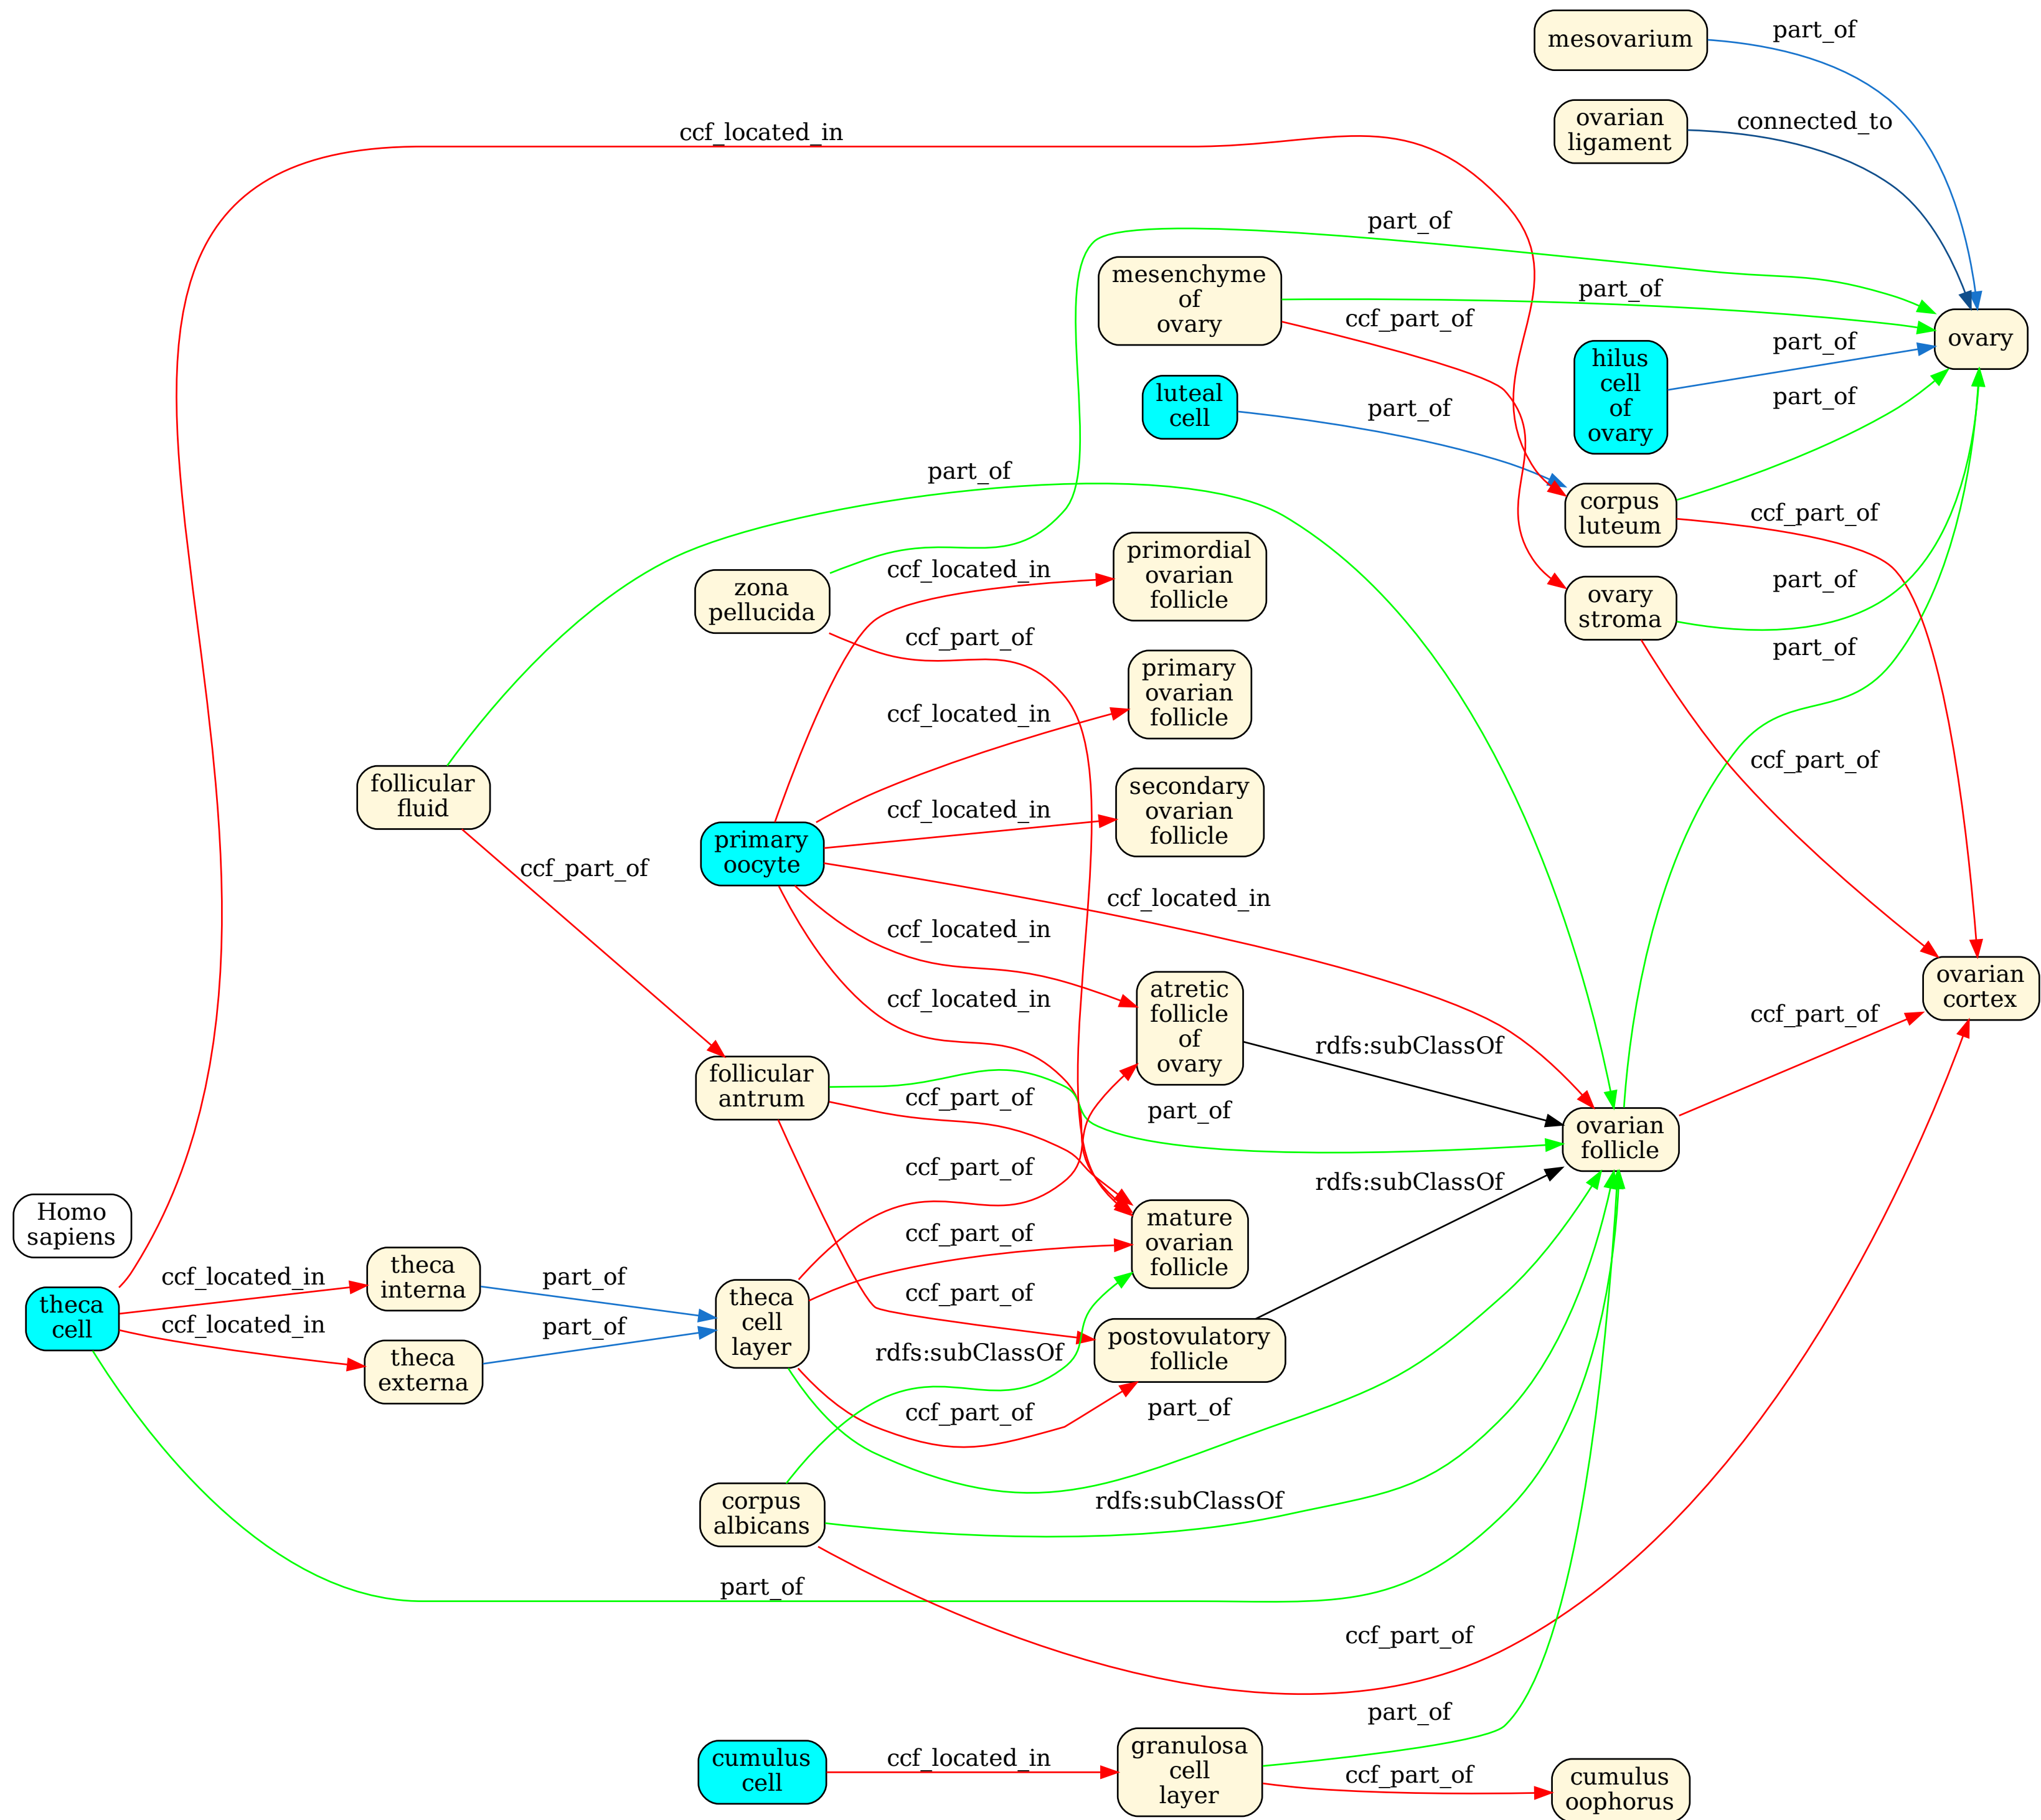 mesovarium
part_of
ovarian
ligament
connected_to
ccf_located_in
part_of
mesenchyme
of
ovary
part_of
ccf_part_of
ovary
hilus
cell
of
ovary
part_of
luteal
cell
part_of
part_of
corpus
luteum
ccf_part_of
part_of
primordial
ovarian
follicle
ccf_located_in
zona
pellucida
ccf_part_of
ovary
stroma
part_of
part_of
primary
ovarian
follicle
ccf_located_in
follicular
fluid
ccf_part_of
secondary
ovarian
follicle
ccf_located_in
primary
oocyte
ccf_part_of
ccf_located_in
ccf_located_in
ccf_located_in
atretic
follicle
of
ovary
rdfs:subClassOf
ovarian
cortex
ccf_part_of
follicular
antrum
ccf_part_of
part_of
ovarian
follicle
ccf_part_of
rdfs:subClassOf
Homo
sapiens
mature
ovarian
follicle
ccf_part_of
theca
cell
ccf_located_in
theca
interna
part_of
ccf_located_in
theca
externa
part_of
theca
cell
layer
ccf_part_of
postovulatory
follicle
rdfs:subClassOf
ccf_part_of
part_of
corpus
albicans
rdfs:subClassOf
part_of
ccf_part_of
part_of
cumulus
cell
ccf_located_in
granulosa
cell
layer
ccf_part_of
cumulus
oophorus